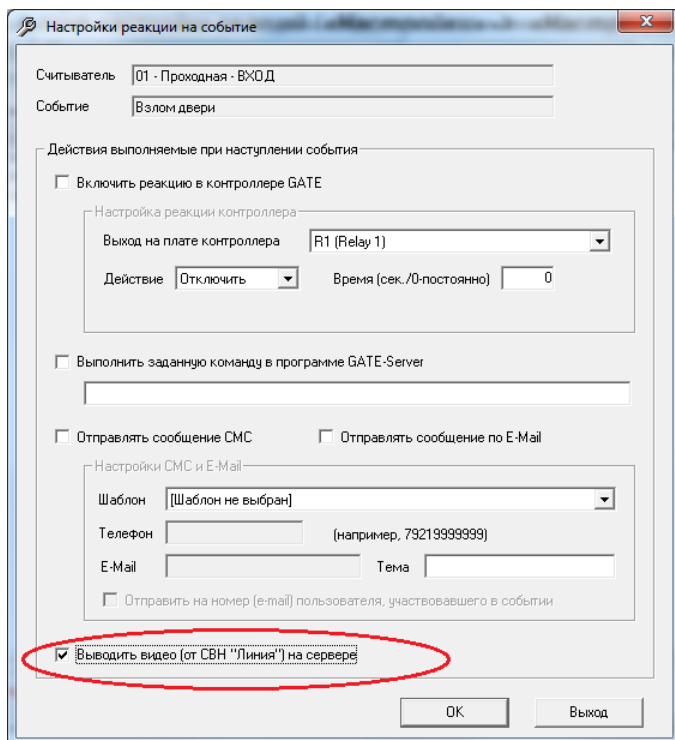 Настройки реакции на событие
Считыватель 01 - Проходная - ВХОД
Событие Взлом двери
Действия выполняемые при наступлении события
Включить реакцию в контроллере GATE
Настройка реакции контроллера
Выход на плате контроллера R1 (Relay 1)
Действие Отключить Время (сек./0-постоянно) 0
Выполнить заданную команду в программе GATE-Server
Отправлять сообщение СМС Отправлять сообщение по E-Mail
Настройки СМС и E-Mail
Шаблон [Шаблон не выбран]
Телефон (например, 79219999999)
E-Mail Тема
Отправить на номер (e-mail) пользователя, участвовавшего в событии
Выводить видео (от СВН "Линия") на сервере
OK Выход